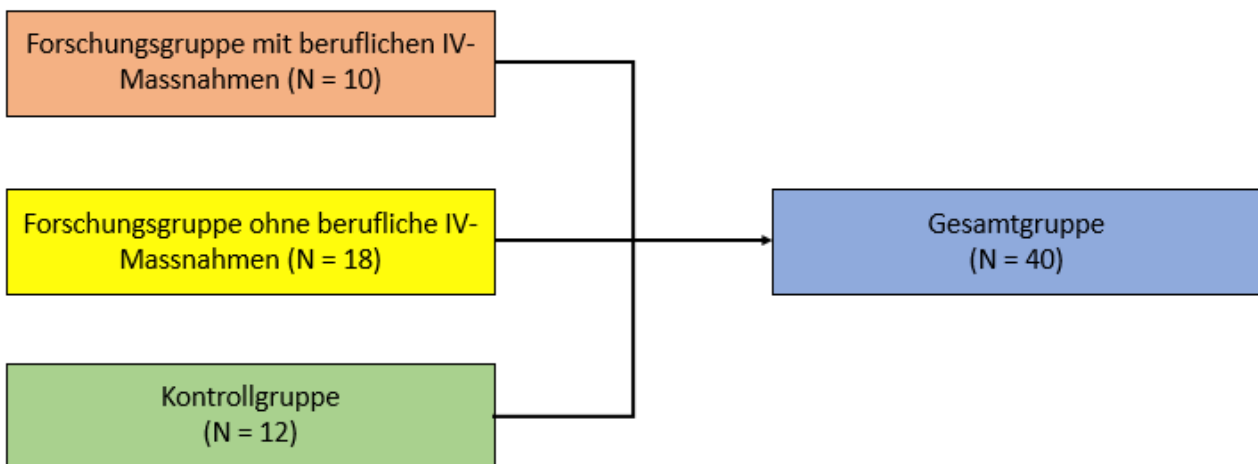 Forschungsgruppe mit beruflichen IV-
Massnahmen (N = 10)
Forschungsgruppe ohne berufliche IV-
Massnahmen (N = 18)
Kontrollgruppe
(N = 12)
Gesamtgruppe
(N = 40)